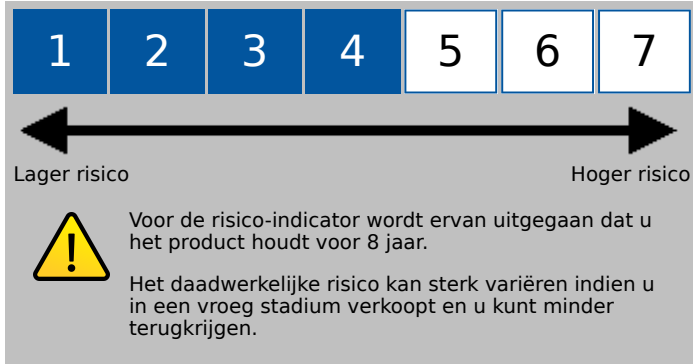 1 2 3 4 5 6 7
Lager risico Hoger risico
Voor de risico-indicator wordt ervan uitgegaan dat u
het product houdt voor 8 jaar.
Het daadwerkelijke risico kan sterk variëren indien u
in een vroeg stadium verkoopt en u kunt minder
terugkrijgen.